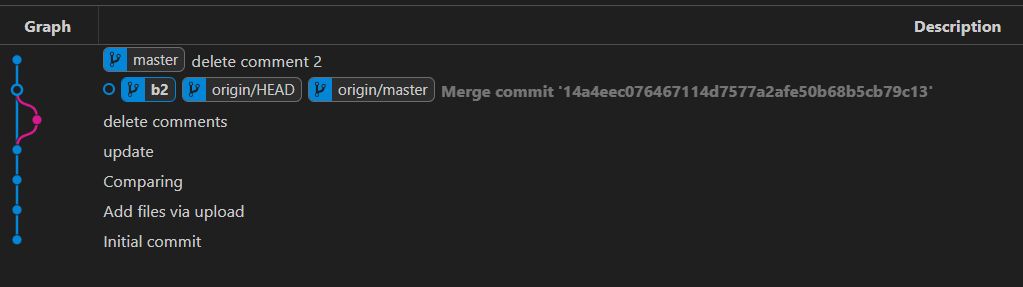 Graph Description
master delete comment 2
b2 origin/HEAD origin/master Merge commit '14a4eec076467114d7577a2afe50b68b5cb79c13'
delete comments
update
Comparing
Add files via upload
Initial commit